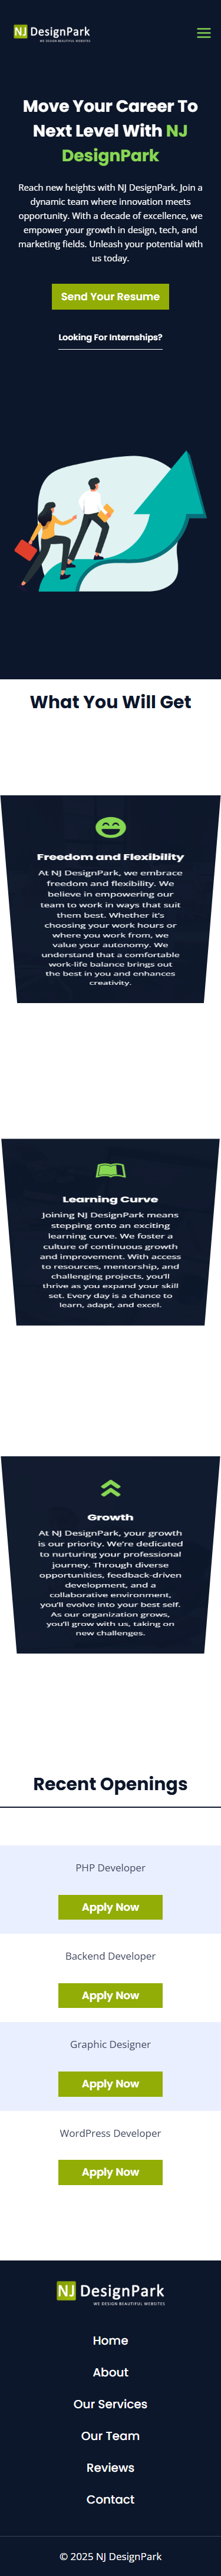 NJ DesignPark
WE DESIGN BEAUTIFUL WEBSITES
Move Your Career To
Next Level With NJ
DesignPark
Reach new heights with NJ DesignPark. Join a
dynamic team where innovation meets
opportunity. With a decade of excellence, we
empower your growth in design, tech, and
marketing fields. Unleash your potential with
us today.
Send Your Resume
Looking For Internships?
What You Will Get
Freedom and Flexibility
At NJ DesignPark, we embrace
freedom and flexibility. We
believe in empowering our
team to work in ways that suit
them best. Whether it's
choosing your work hours or
where you work from, we
value your autonomy. We
understand that a comfortable
work-life balance brings out
the best in you and enhances
creativity.
Learning Curve
Joining NJ DesignPark means
stepping onto an exciting
learning curve. We foster a
culture of continuous growth
and improvement. With access
to resources, mentorship, and
challenging projects, you'll
thrive as you expand your skill
set. Every day is a chance to
learn, adapt, and excel.
Growth
At NJ DesignPark, your growth
is our priority. We're dedicated
to nurturing your professional
journey. Through diverse
opportunities, feedback-driven
development, and a
collaborative environment,
you'll evolve into your best self.
As our organization grows,
you'll grow with us, taking on
new challenges.
Recent Openings
PHP Developer
Apply Now
Backend Developer
Apply Now
Graphic Designer
Apply Now
WordPress Developer
Apply Now
NJ DesignPark
WE DESIGN BEAUTIFUL WEBSITES
Home
About
Our Services
Our Team
Reviews
Contact
© 2025 NJ DesignPark